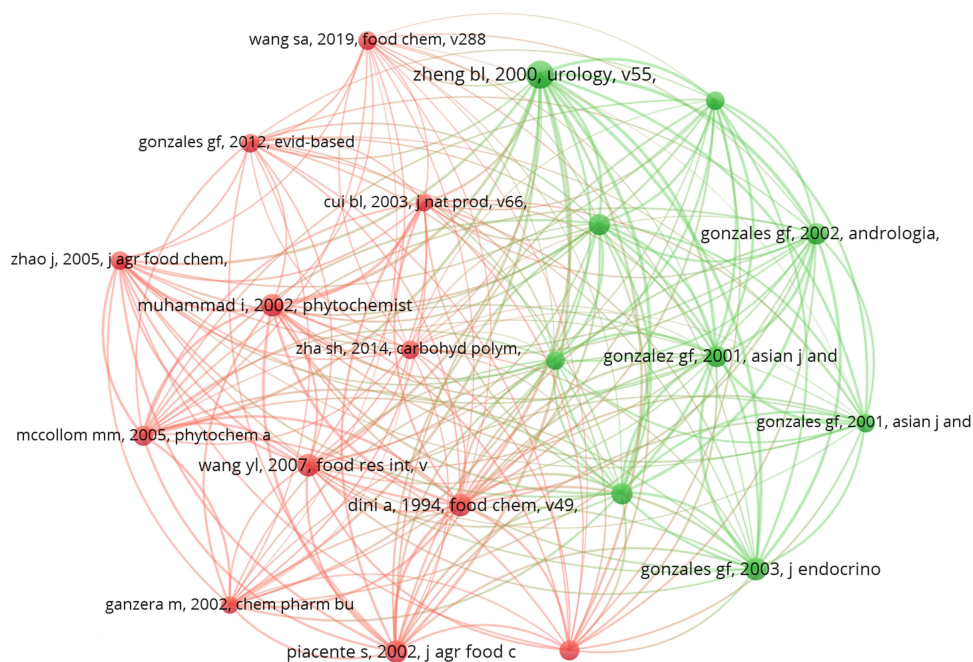 wang sa, 2019, food chem, v288
zheng bl, 2000, urology, v55,
gonzales gf, 2012, evid-based
cui bl, 2003, j nat prod, v66,
gonzales gf, 2002, andrologia,
zhao j, 2005, j agr food chem,
muhammad i, 2002, phytochemist
zha sh, 2014, carbohyd polym,
gonzalez gf, 2001, asian j and
gonzales gf, 2001, asian j and
mccollom mm, 2005, phytochem a
wang yl, 2007, food res int, v
dini a, 1994, food chem, v49,
gonzales gf, 2003, j endocrino
ganzera m, 2002, chem pharm bu
piacente s, 2002, j agr food c